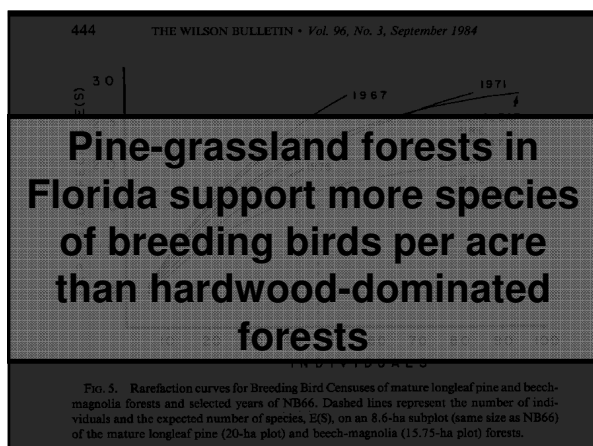 444 THE WILSON BULLETIN • Vol. 96, No. 3, September 1984
30
1971
1967
E(S)
Pine-grassland forests in
Florida support more species
of breeding birds per acre
than hardwood-dominated
forests
INDIVIDUALS
FIG. 5. Rarefaction curves for Breeding Bird Censuses of mature longleaf pine and beech-
magnolia forests and selected years of NB66. Dashed lines represent the number of indi-
viduals and the expected number of species, E(S), on an 8.6-ha subplot (same size as NB66)
of the mature longleaf pine (20-ha plot) and beech-magnolia (15.75-ha plot) forests.